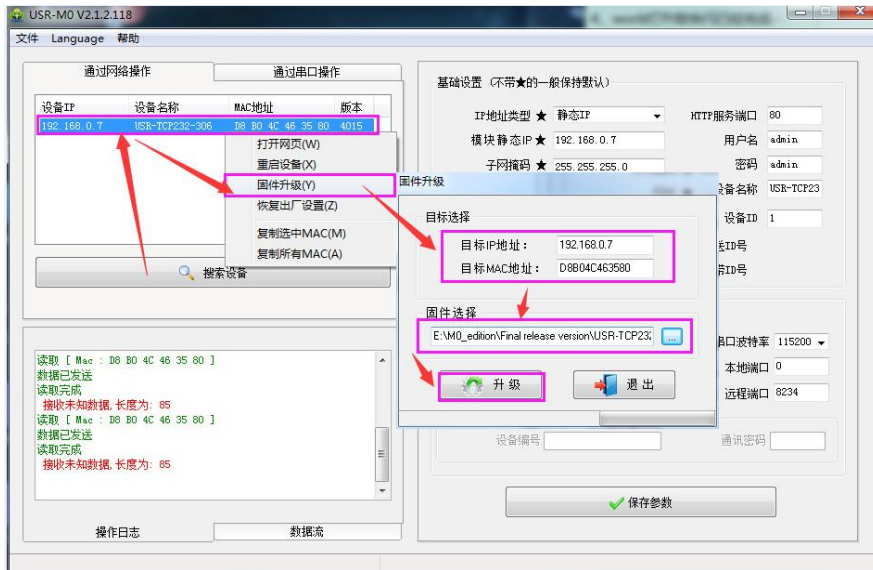 USR-M0 V2.1.2.118
文件 Language 帮助
通过网络操作 通过串口操作
设备IP 设备名称 MAC地址 版本
192.168.0.7 USR-TCP232-306 D8 B0 4C 46 35 80 4015
打开网页(W)
重启设备(X)
固件升级(Y)
恢复出厂设置(Z)
复制选中MAC(M)
复制所有MAC(A)
搜索设备
读取 [ Mac : D8 B0 4C 46 35 80 ]
数据已发送
读取完成
接收未知数据,长度为: 85
读取 [ Mac : D8 B0 4C 46 35 80 ]
数据已发送
读取完成
接收未知数据,长度为: 85
操作日志 数据流
基础设置 (不带★的一般保持默认)
IP地址类型 ★ 静态IP HTTP服务端口 80
模块静态IP★ 192.168.0.7 用户名 admin
子网掩码 ★ 255.255.255.0 密码 admin
设备名称 USR-TCP23
设备ID 1
ID号
ID号
固件升级
目标选择
目标IP地址: 192.168.0.7
目标MAC地址: D8B04C463580
固件选择
E:\M0_edition\Final release version\USR-TCP232 ...
升 级 退 出
串口波特率 115200
本地端口 0
远程端口 8234
设备编号 通讯密码
保存参数